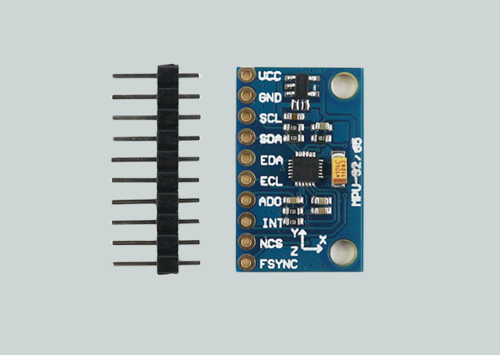 VCC
GND
SCL
SDA
EDA
ECL
ADO
INT
NCS
FSYNC
MPU-92/65
Y
X
Z